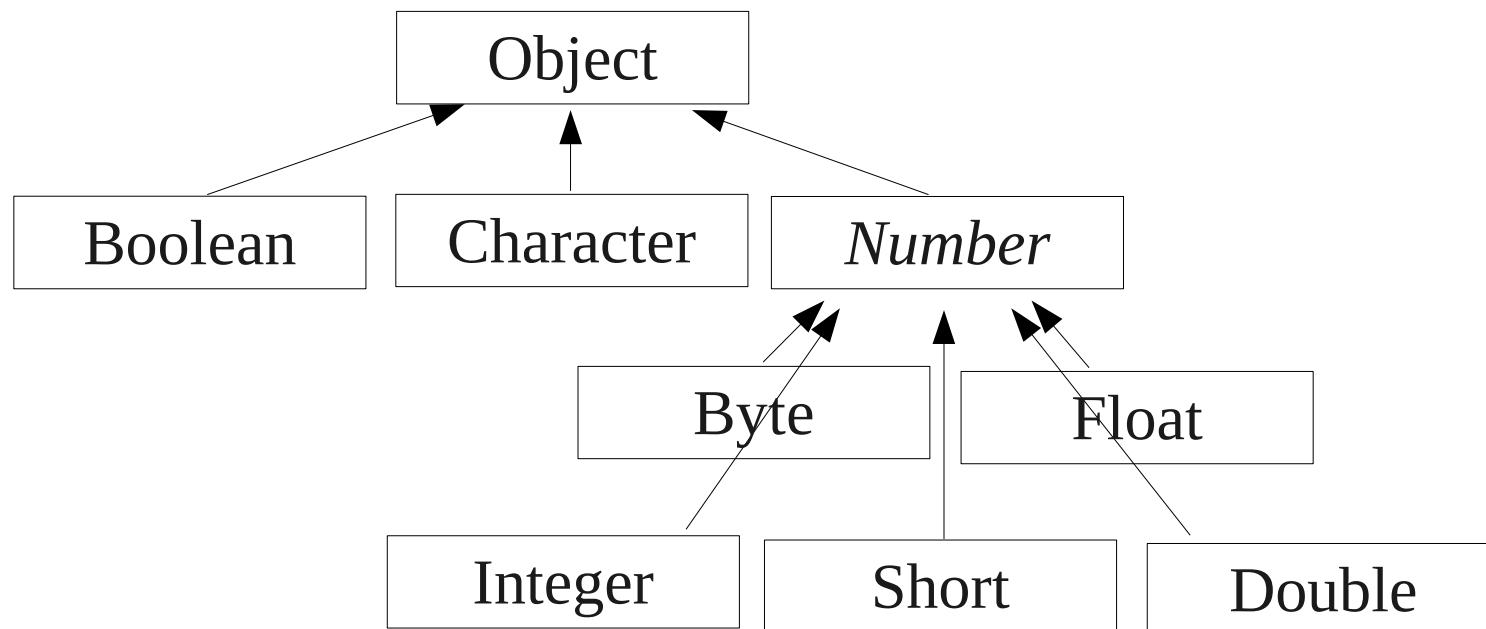 Object
Boolean
Character
Number
Byte
Float
Integer
Short
Double